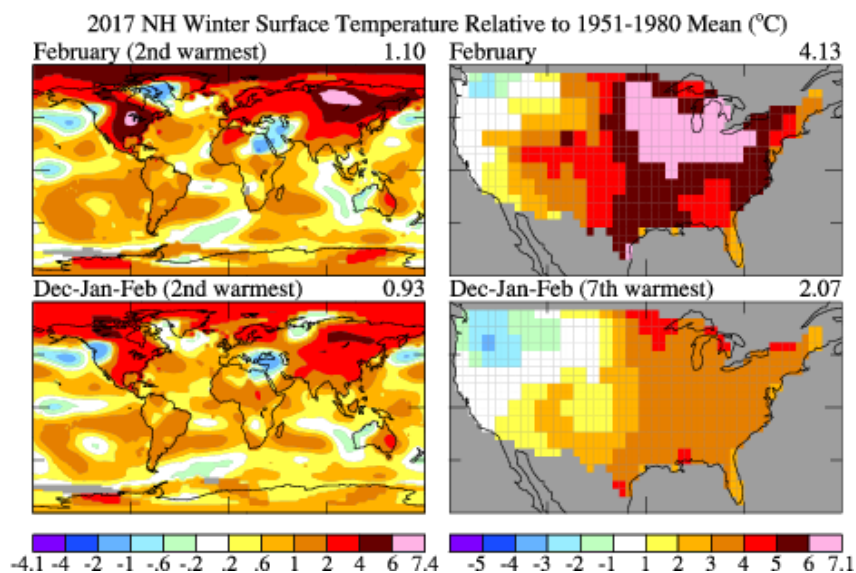 2017 NH Winter Surface Temperature Relative to 1951-1980 Mean (°C)
February (2nd warmest) 1.10
February 4.13
Dec-Jan-Feb (2nd warmest) 0.93
Dec-Jan-Feb (7th warmest) 2.07
-4.1 -4 -2 -1 -.6 -.2 .2 .6 1 2 4 6 7.4
-5 -4 -3 -2 -1 1 2 3 4 5 6 7.1